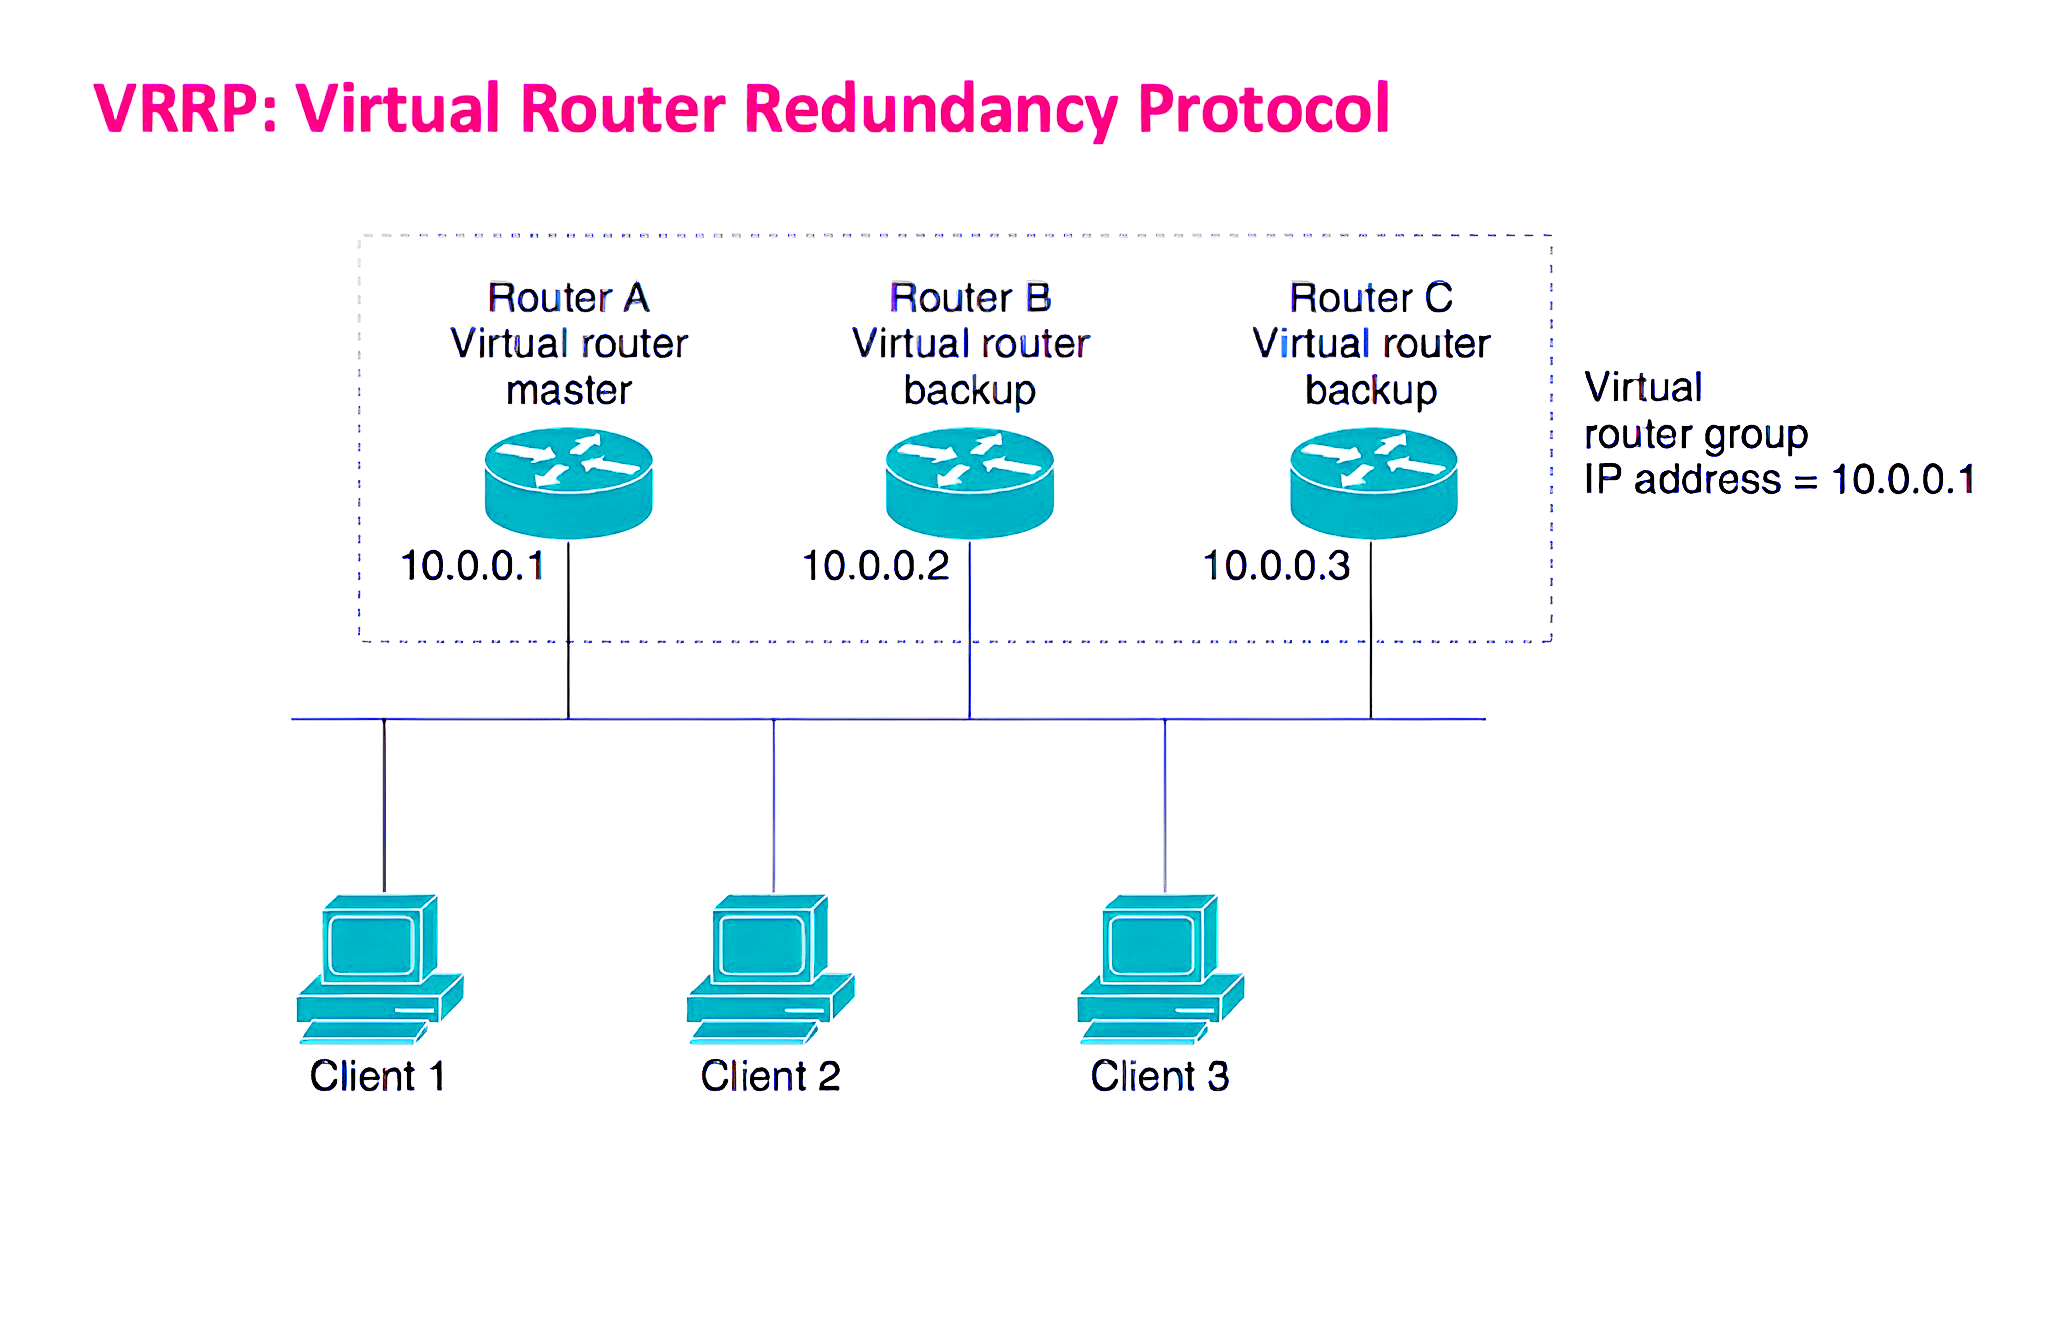 VRRP: Virtual Router Redundancy Protocol
Router A
Virtual router
master
10.0.0.1
Router B
Virtual router
backup
10.0.0.2
Router C
Virtual router
backup
10.0.0.3
Virtual
router group
IP address = 10.0.0.1
Client 1
Client 2
Client 3